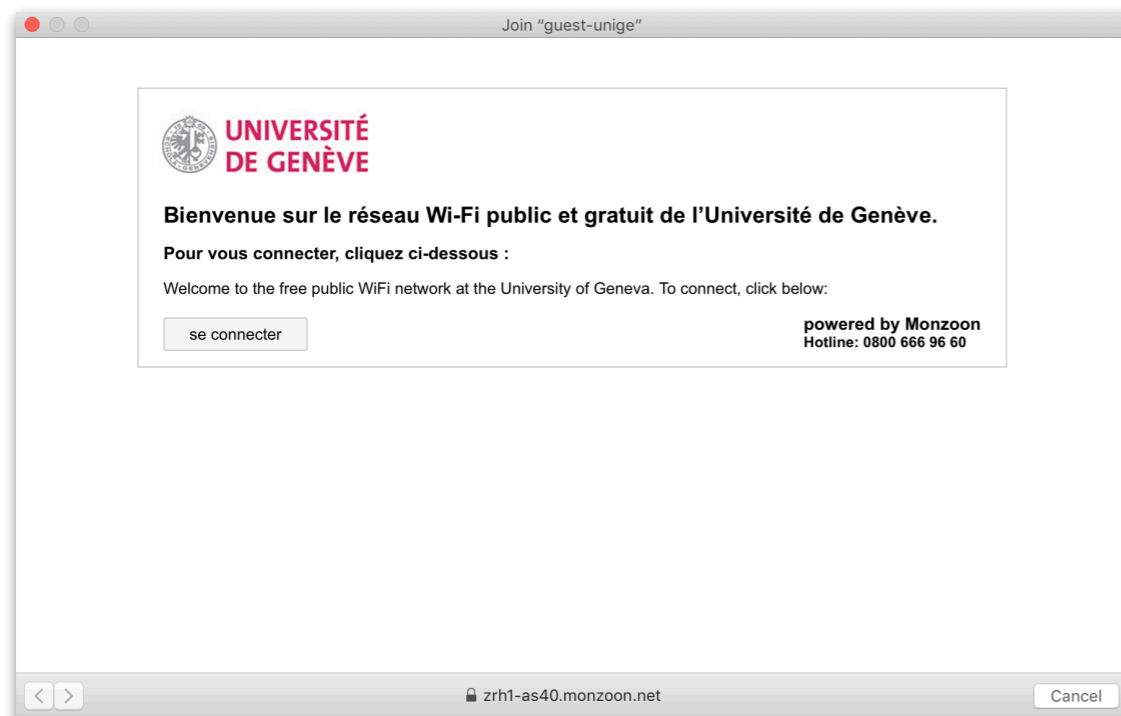 Join “guest-unige”
UNIVERSITÉ
DE GENÈVE
Bienvenue sur le réseau Wi-Fi public et gratuit de l’Université de Genève.
Pour vous connecter, cliquez ci-dessous :
Welcome to the free public WiFi network at the University of Geneva. To connect, click below:
se connecter
powered by Monzoon
Hotline: 0800 666 96 60
zrh1-as40.monzoon.net
Cancel